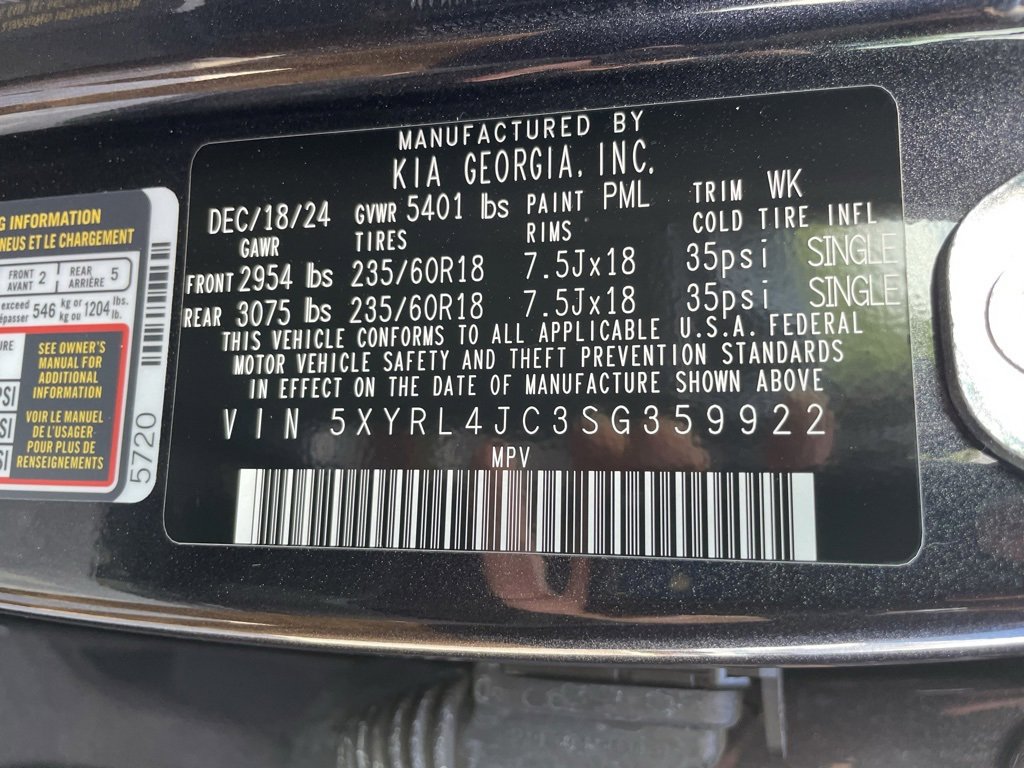 MANUFACTURED BY
KIA GEORGIA, INC.
DEC/18/24 GVWR 5401 lbs PAINT PML TRIM WK
GAWR TIRES RIMS COLD TIRE INFL
FRONT 2954 lbs 235/60R18 7.5Jx18 35psi SINGLE
REAR 3075 lbs 235/60R18 7.5Jx18 35psi SINGLE
THIS VEHICLE CONFORMS TO ALL APPLICABLE U.S.A. FEDERAL
MOTOR VEHICLE SAFETY AND THEFT PREVENTION STANDARDS
IN EFFECT ON THE DATE OF MANUFACTURE SHOWN ABOVE
VIN 5XYRL4JC3SG359922
MPV
INFORMATION
PNEUS ET LE CHARGEMENT
FRONT 2 REAR 5
AVANT ARRIÈRE
exceed 546 kg or 1204 lbs.
kg ou lb.
SEE OWNER'S
MANUAL FOR
ADDITIONAL
INFORMATION
VOIR LE MANUEL
DE L'USAGER
POUR PLUS DE
RENSEIGNEMENTS
5720